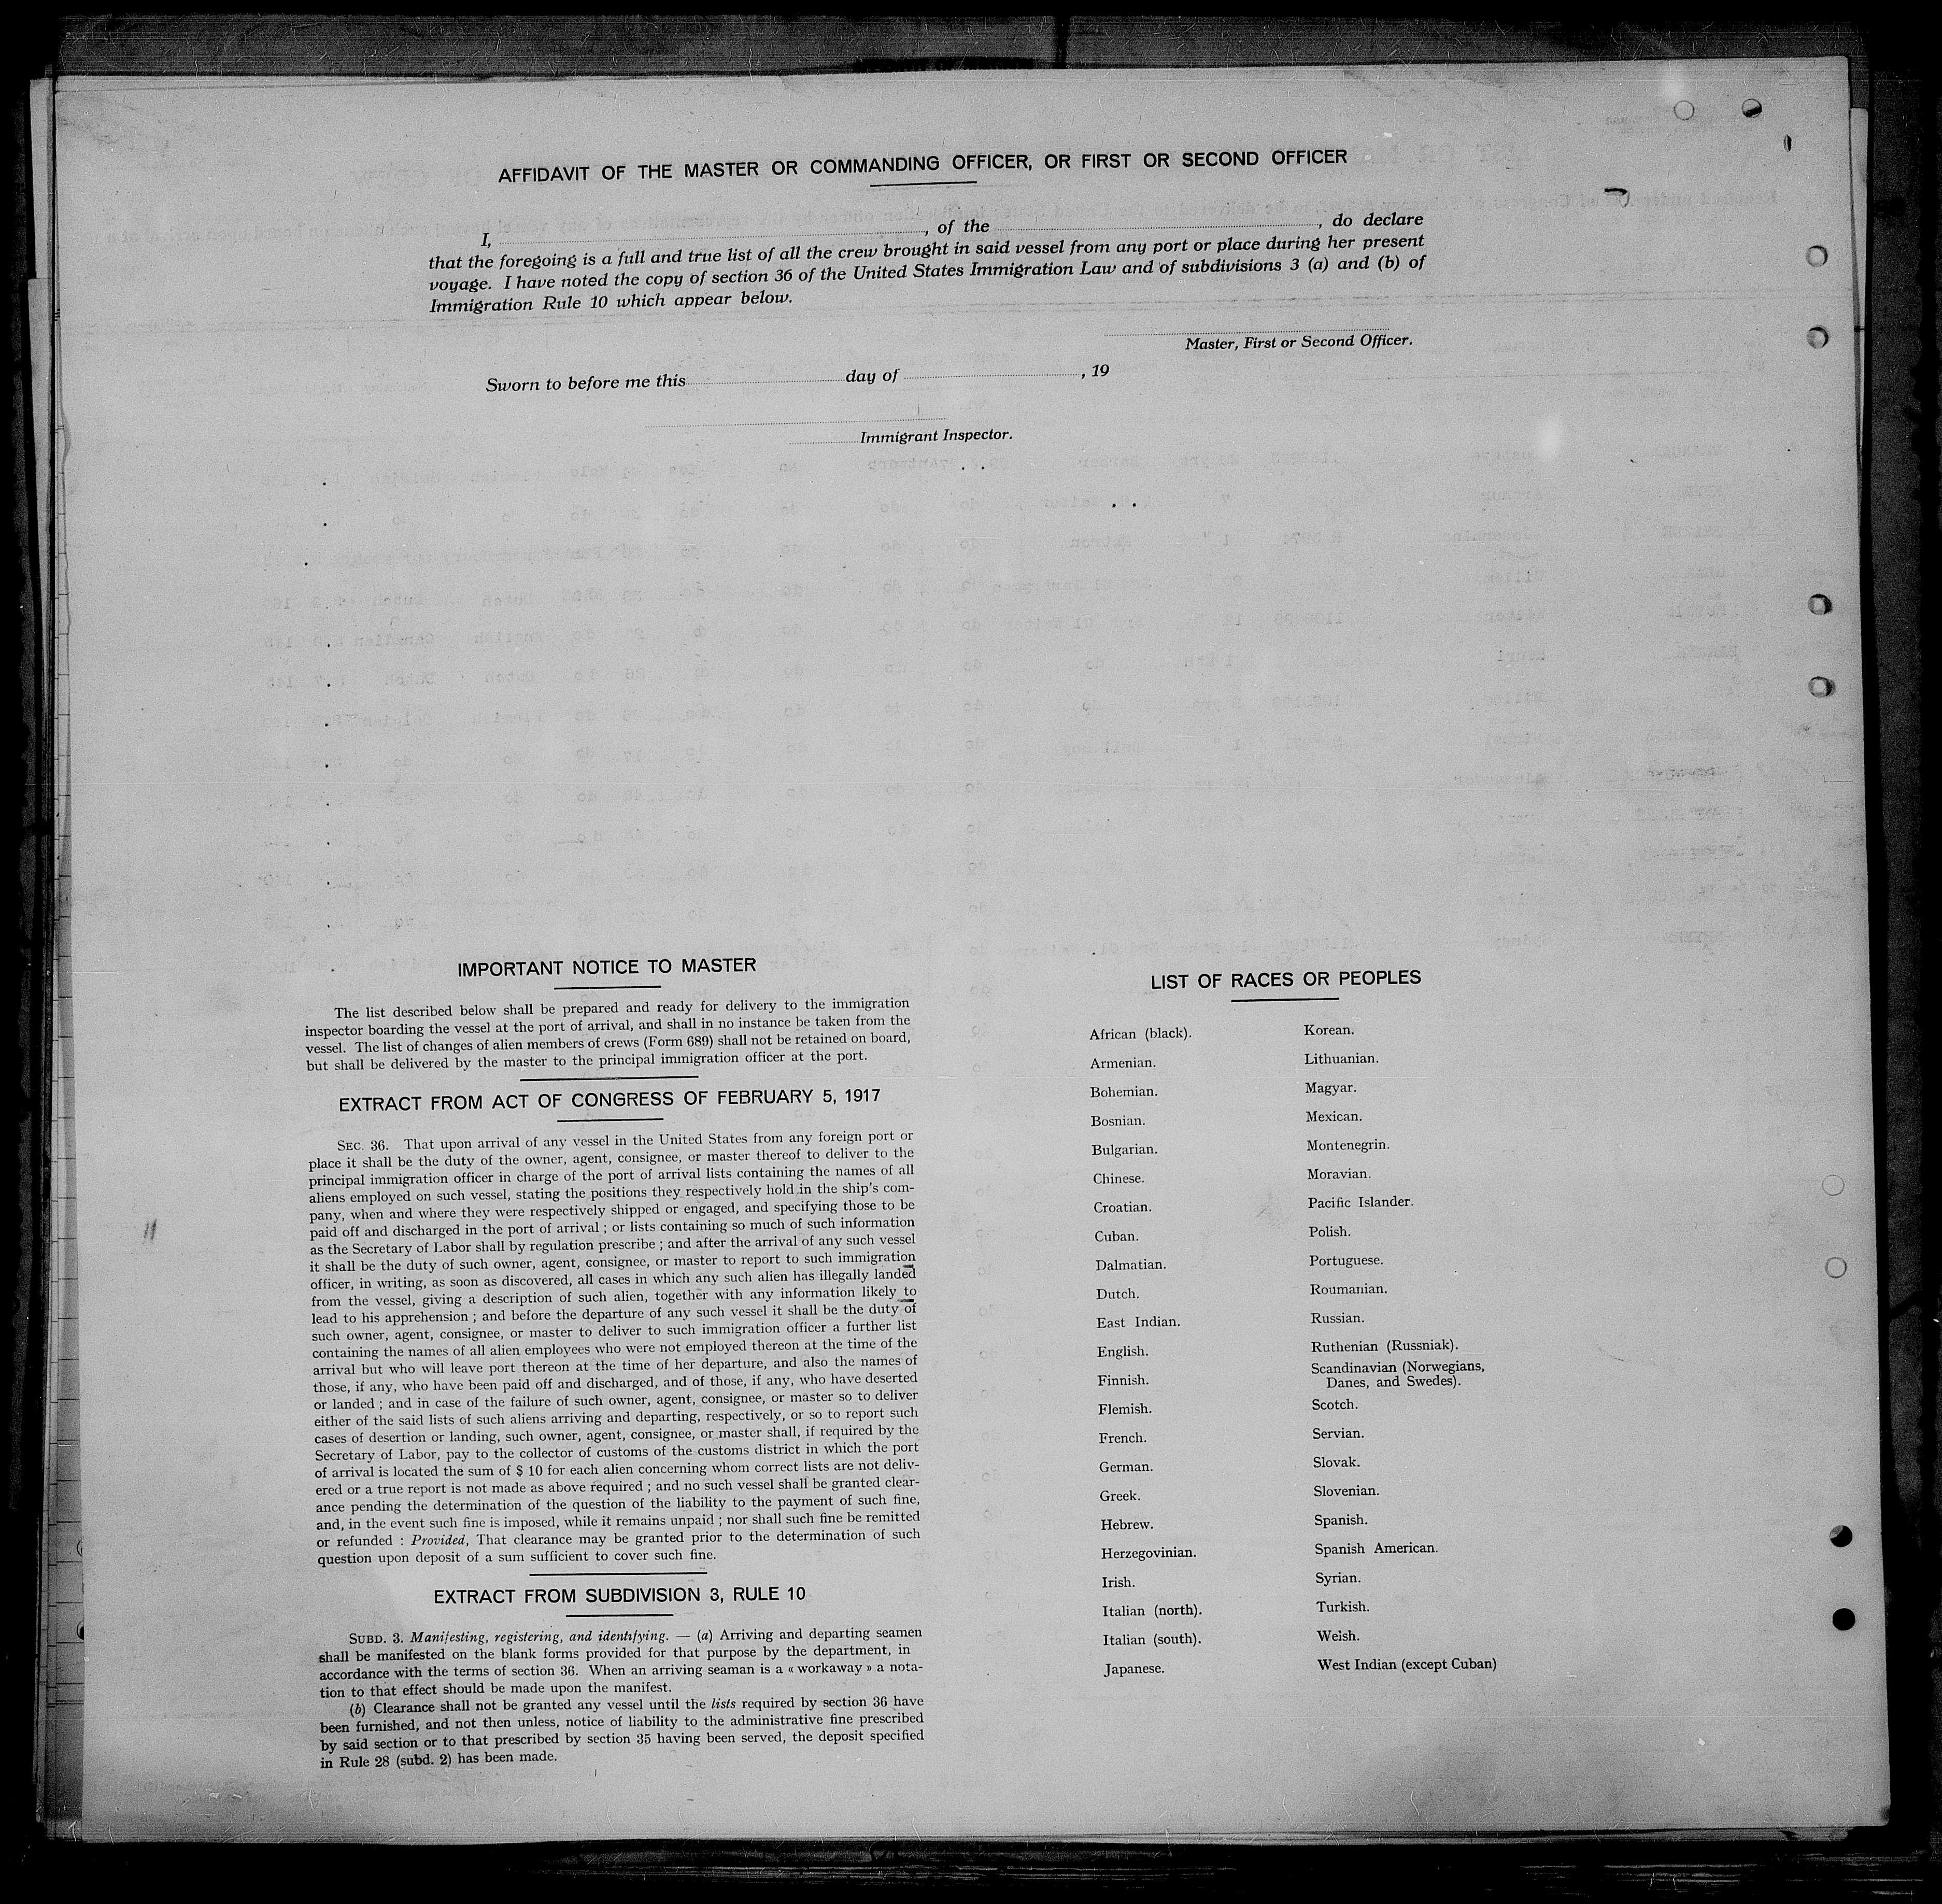 AFFIDAVIT OF THE MASTER OR COMMANDING OFFICER, OR FIRST OR SECOND OFFICER
I, , of the , do declare
that the foregoing is a full and true list of all the crew brought in said vessel from any port or place during her present
voyage. I have noted the copy of section 36 of the United States Immigration Law and of subdivisions 3 (a) and (b) of
Immigration Rule 10 which appear below.
Master, First or Second Officer.
Sworn to before me this day of , 19
Immigrant Inspector.
IMPORTANT NOTICE TO MASTER
The list described below shall be prepared and ready for delivery to the immigration
inspector boarding the vessel at the port of arrival, and shall in no instance be taken from the
vessel. The list of changes of alien members of crews (Form 689) shall not be retained on board,
but shall be delivered by the master to the principal immigration officer at the port.
EXTRACT FROM ACT OF CONGRESS OF FEBRUARY 5, 1917
SEC. 36. That upon arrival of any vessel in the United States from any foreign port or
place it shall be the duty of the owner, agent, consignee, or master thereof to deliver to the
principal immigration officer in charge of the port of arrival lists containing the names of all
aliens employed on such vessel, stating the positions they respectively hold in the ship's com-
pany, when and where they were respectively shipped or engaged, and specifying those to be
paid off and discharged in the port of arrival ; or lists containing so much of such information
as the Secretary of Labor shall by regulation prescribe ; and after the arrival of any such vessel
it shall be the duty of such owner, agent, consignee, or master to report to such immigration
officer, in writing, as soon as discovered, all cases in which any such alien has illegally landed
from the vessel, giving a description of such alien, together with any information likely to
lead to his apprehension ; and before the departure of any such vessel it shall be the duty of
such owner, agent, consignee, or master to deliver to such immigration officer a further list
containing the names of all alien employees who were not employed thereon at the time of the
arrival but who will leave port thereon at the time of her departure, and also the names of
those, if any, who have been paid off and discharged, and of those, if any, who have deserted
or landed ; and in case of the failure of such owner, agent, consignee, or master so to deliver
either of the said lists of such aliens arriving and departing, respectively, or so to report such
cases of desertion or landing, such owner, agent, consignee, or master shall, if required by the
Secretary of Labor, pay to the collector of customs of the customs district in which the port
of arrival is located the sum of $ 10 for each alien concerning whom correct lists are not deliv-
ered or a true report is not made as above required ; and no such vessel shall be granted clear-
ance pending the determination of the question of the liability to the payment of such fine,
and, in the event such fine is imposed, while it remains unpaid ; nor shall such fine be remitted
or refunded : Provided, That clearance may be granted prior to the determination of such
question upon deposit of a sum sufficient to cover such fine.
EXTRACT FROM SUBDIVISION 3, RULE 10
SUBD. 3. Manifesting, registering, and identifying. — (a) Arriving and departing seamen
shall be manifested on the blank forms provided for that purpose by the department, in
accordance with the terms of section 36. When an arriving seaman is a « workaway » a nota-
tion to that effect should be made upon the manifest.
(b) Clearance shall not be granted any vessel until the lists required by section 36 have
been furnished, and not then unless, notice of liability to the administrative fine prescribed
by said section or to that prescribed by section 35 having been served, the deposit specified
in Rule 28 (subd. 2) has been made.
LIST OF RACES OR PEOPLES
African (black).
Armenian.
Bohemian.
Bosnian.
Bulgarian.
Chinese.
Croatian.
Cuban.
Dalmatian.
Dutch.
East Indian.
English.
Finnish.
Flemish.
French.
German.
Greek.
Hebrew.
Herzegovinian.
Irish.
Italian (north).
Italian (south).
Japanese.
Korean.
Lithuanian.
Magyar.
Mexican.
Montenegrin.
Moravian.
Pacific Islander.
Polish.
Portuguese.
Roumanian.
Russian.
Ruthenian (Russniak).
Scandinavian (Norwegians,
Danes, and Swedes).
Scotch.
Servian.
Slovak.
Slovenian.
Spanish.
Spanish American.
Syrian.
Turkish.
Welsh.
West Indian (except Cuban)